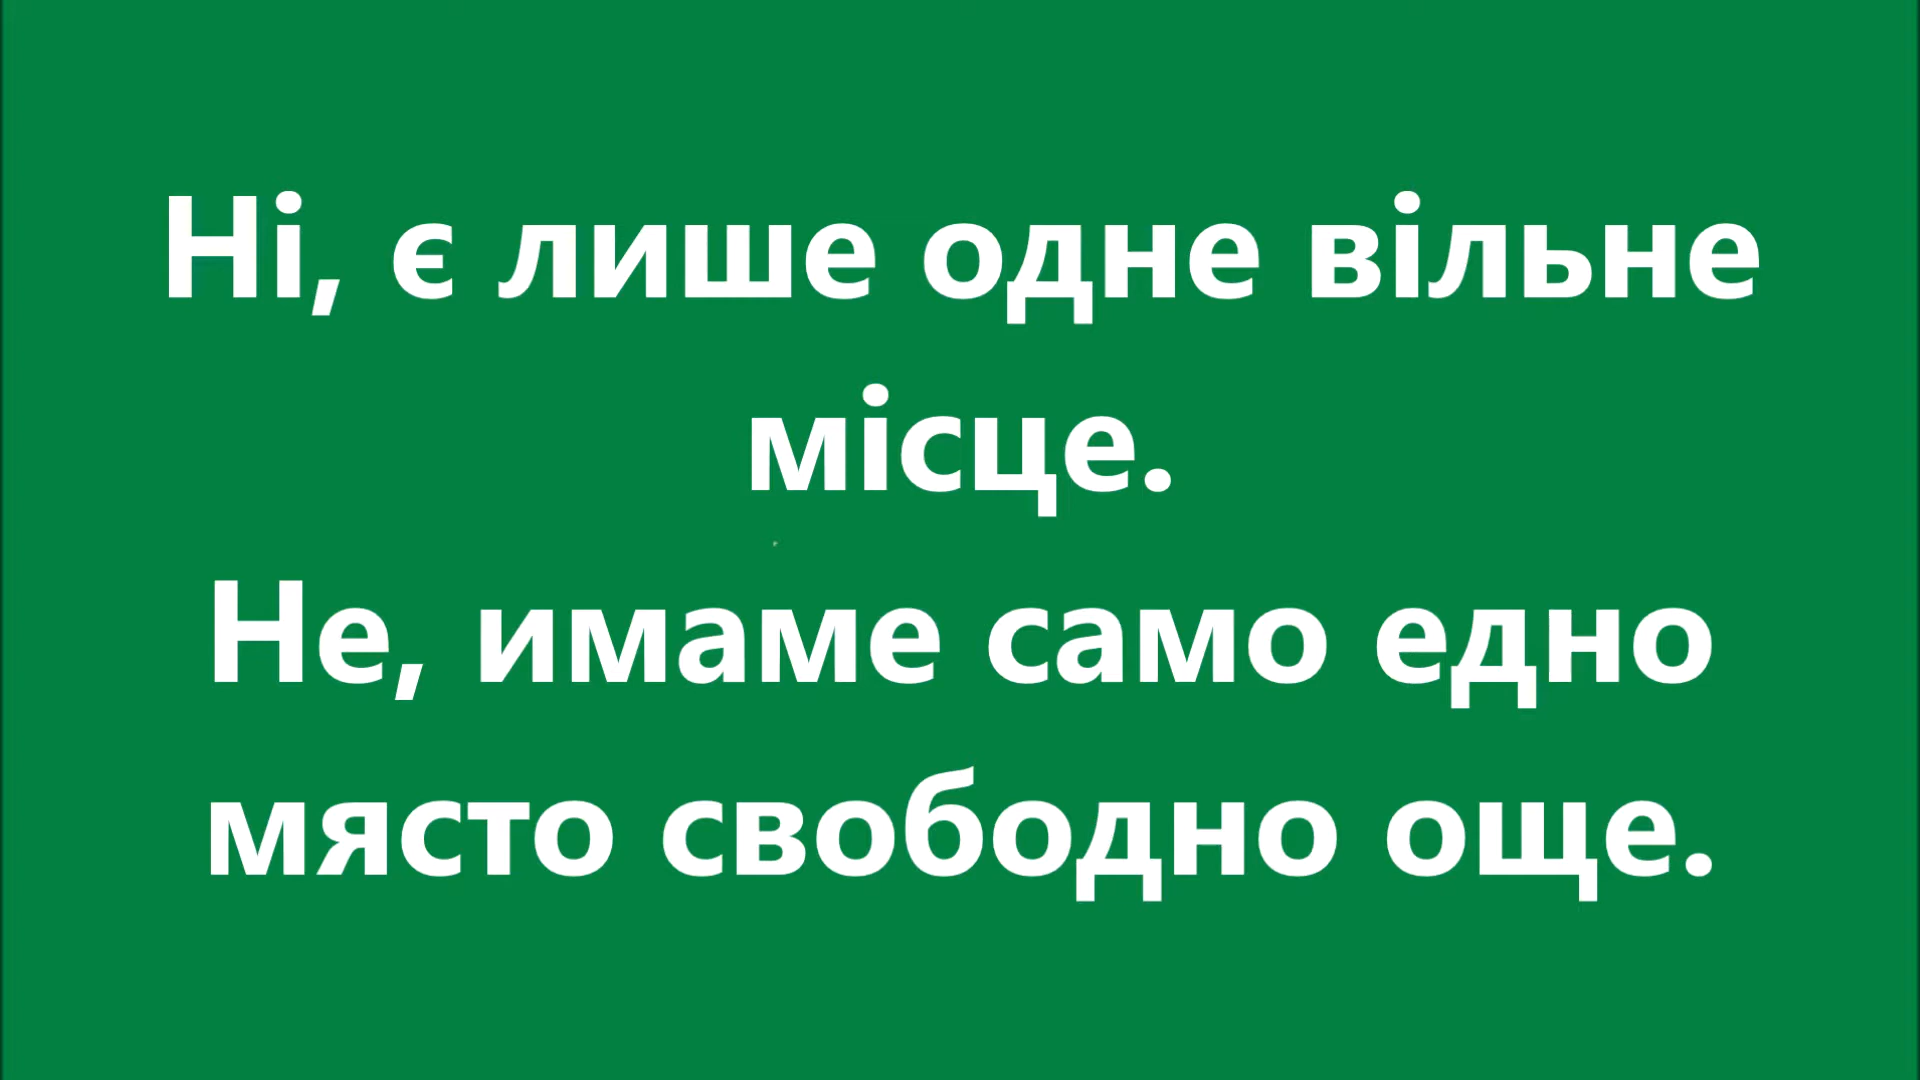 Ні, є лише одне вільне
місце.
Не, имаме само едно
място свободно още.